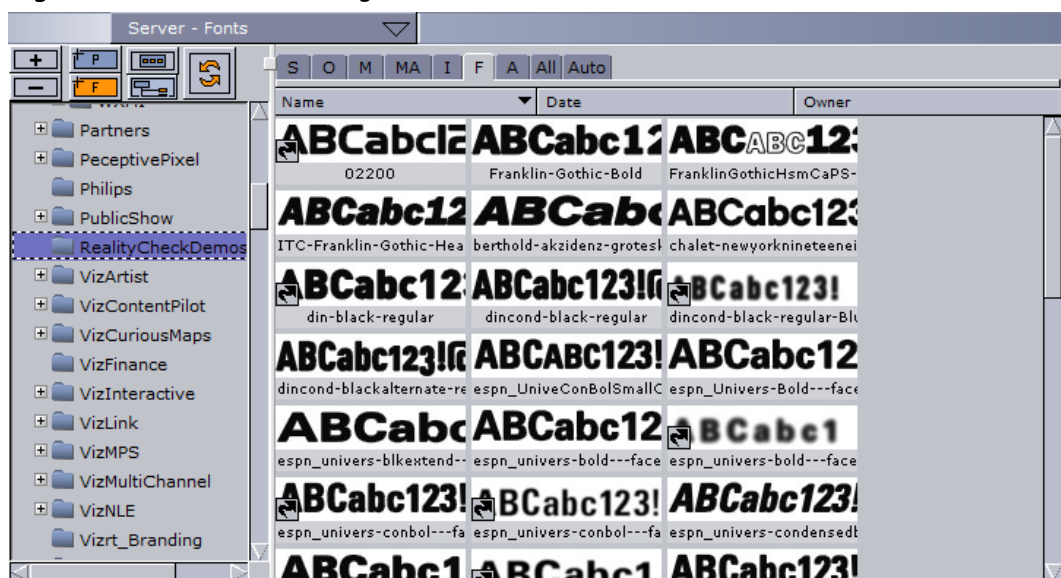 Server - Fonts
+ P
- F
S O M MA I F A All Auto
Name Date Owner
Partners
PeceptivePixel
Philips
PublicShow
RealityCheckDemos
VizArtist
VizContentPilot
VizCuriousMaps
VizFinance
VizInteractive
VizLink
VizMPS
VizMultiChannel
VizNLE
Vizrt_Branding
ABCabc12 ABCabc12 ABCABC123
02200 Franklin-Gothic-Bold FranklinGothicHsmCaPS-
ABCabc12 ABCabc ABCabc123
ITC-Franklin-Gothic-Hea berthold-akzidenz-grotesk chalet-newyorknineteenei
ABCabc12 ABCabc123!( ABCabc123!
din-black-regular dincond-black-regular dincond-black-regular-Blu
ABCabc123!( ABCABC123! ABCabc12
dincond-blackalternate-re espn_UniveConBolSmallC espn_Univers-Bold---face
ABCabc ABCabc12 ABCabc1
espn_univers-blkextend-- espn_univers-bold---face espn_univers-bold---face
ABCabc123! ABCabc123! ABCabc123!
espn_univers-conbol---fa espn_univers-conbol---fa espn_univers-condensedb
ABCabc1 ABCabc1 ABCabc123!